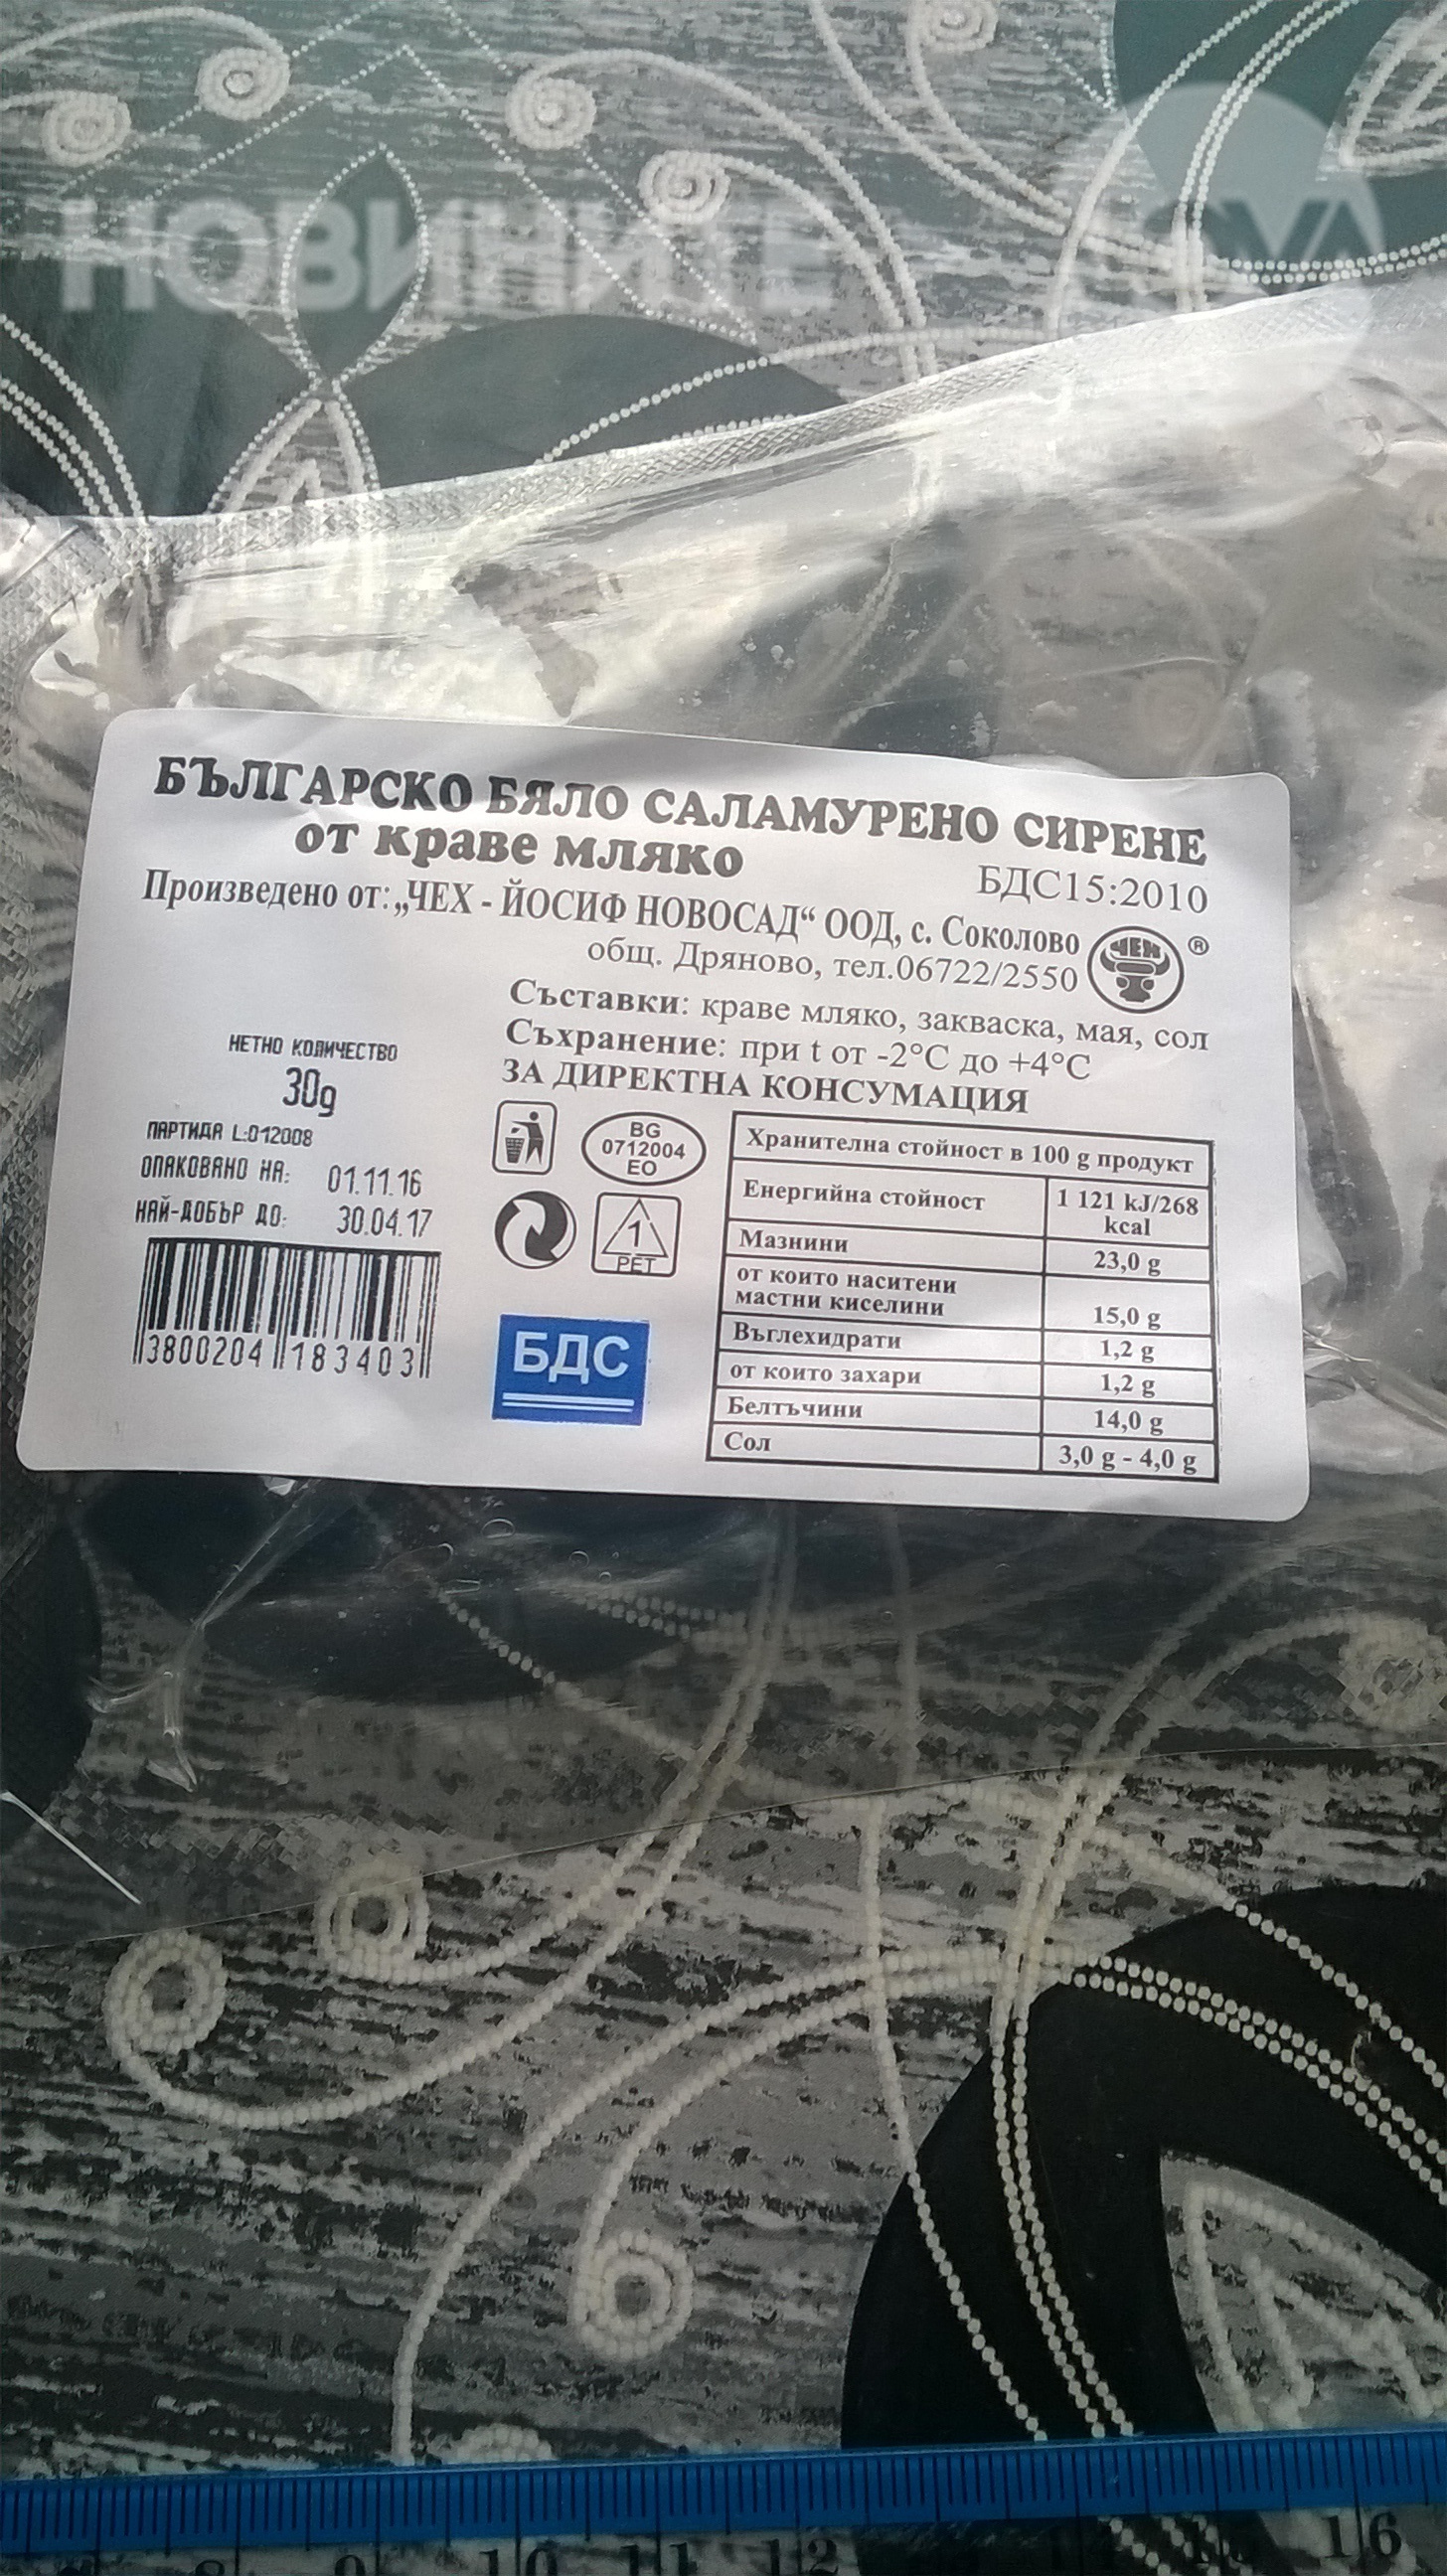 НОВИНИТЕ
NOVA
БЪЛГАРСКО БЯЛО САЛАМУРЕНО СИРЕНЕ
от краве мляко
БДС15:2010
Произведено от: „ЧЕХ - ЙОСИФ НОВОСАД“ ООД, с. Соколово
общ. Дряново, тел.06722/2550
ЧЕН ®
Съставки: краве мляко, закваска, мая, сол
Съхранение: при t от -2°C до +4°C
ЗА ДИРЕКТНА КОНСУМАЦИЯ
НЕТНО КОЛИЧЕСТВО
30g
ПАРТИДА L:012008
ОПАКОВАНО НА: 01.11.16
НАЙ-ДОБЪР ДО: 30.04.17
3800204 183403
BG
0712004
EO
1
PET
БДС
Хранителна стойност в 100 g продукт
Енергийна стойност 1 121 kJ/268 kcal
Мазнини 23,0 g
от които наситени
мастни киселини 15,0 g
Въглехидрати 1,2 g
от които захари 1,2 g
Белтъчини 14,0 g
Сол 3,0 g - 4,0 g
8 9 10 11 12 16